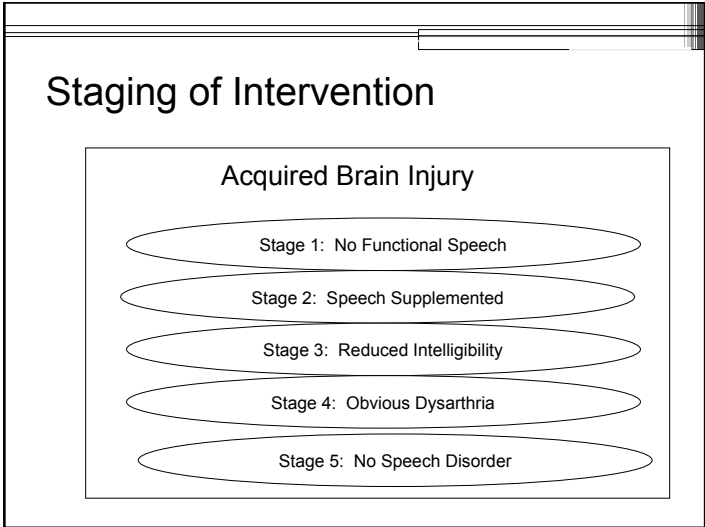 Staging of Intervention
Acquired Brain Injury
Stage 1: No Functional Speech
Stage 2: Speech Supplemented
Stage 3: Reduced Intelligibility
Stage 4: Obvious Dysarthria
Stage 5: No Speech Disorder